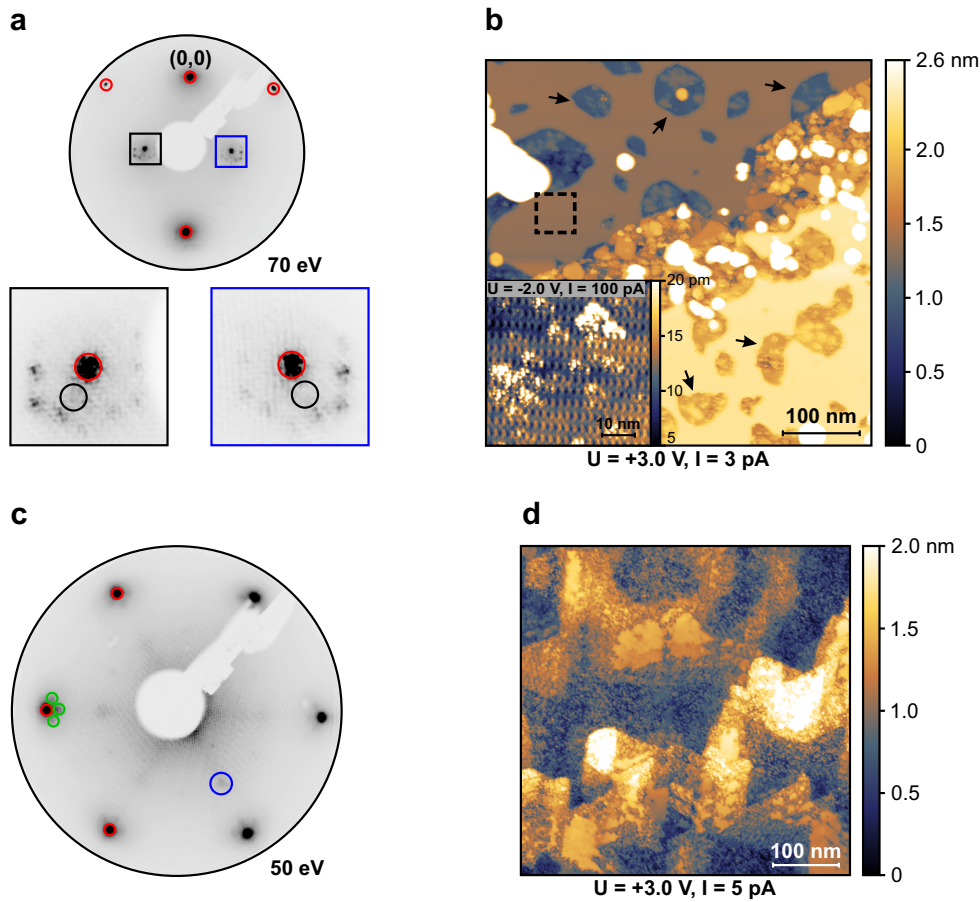 a
(0,0)
70 eV
b
U = -2.0 V, I = 100 pA
20 pm
15
10
5
10 nm
100 nm
U = +3.0 V, I = 3 pA
2.6 nm
2.0
1.5
1.0
0.5
0
c
50 eV
d
100 nm
U = +3.0 V, I = 5 pA
2.0 nm
1.5
1.0
0.5
0